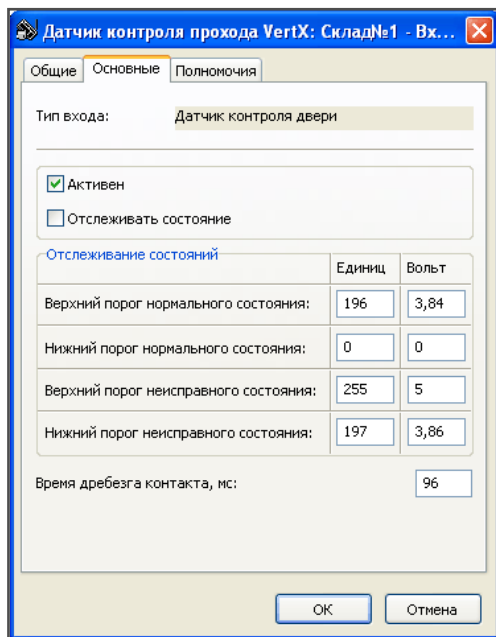 Датчик контроля прохода VertX: Склад№1 - Вх...
Общие Основные Полномочия
Тип входа: Датчик контроля двери
Активен
Отслеживать состояние
Отслеживание состояний Единиц Вольт
Верхний порог нормального состояния: 196 3,84
Нижний порог нормального состояния: 0 0
Верхний порог неисправного состояния: 255 5
Нижний порог неисправного состояния: 197 3,86
Время дребезга контакта, мс: 96
ОК Отмена